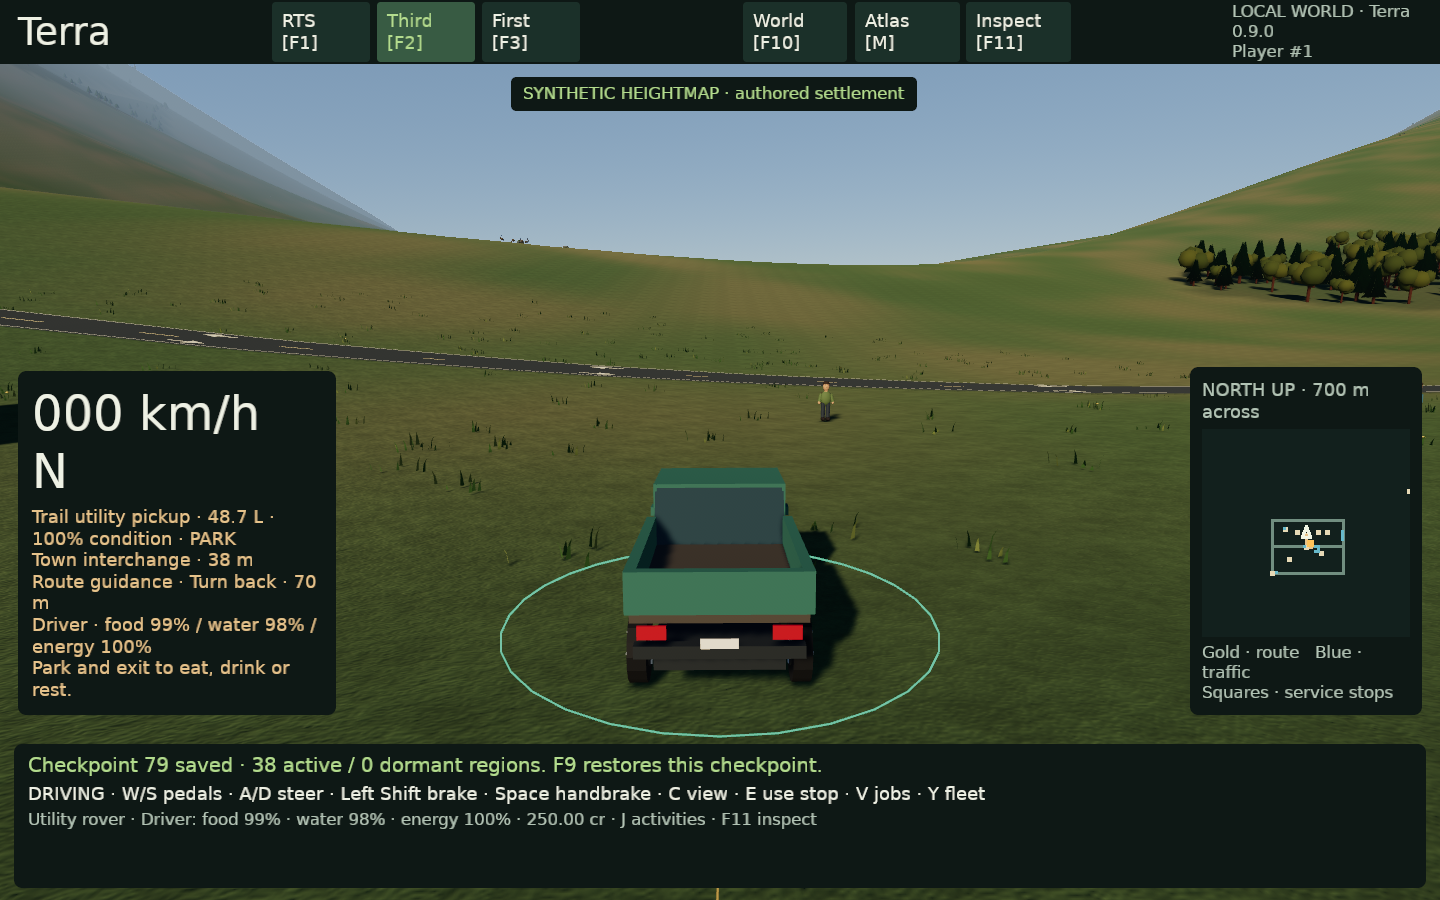 Terra
RTS
[F1]
Third
[F2]
First
[F3]
World
[F10]
Atlas
[M]
Inspect
[F11]
LOCAL WORLD · Terra
0.9.0
Player #1
SYNTHETIC HEIGHTMAP · authored settlement
000 km/h
N
Trail utility pickup · 48.7 L ·
100% condition · PARK
Town interchange · 38 m
Route guidance · Turn back · 70
m
Driver · food 99% / water 98% /
energy 100%
Park and exit to eat, drink or
rest.
NORTH UP · 700 m
across
Gold · route Blue ·
traffic
Squares · service stops
Checkpoint 79 saved · 38 active / 0 dormant regions. F9 restores this checkpoint.
DRIVING · W/S pedals · A/D steer · Left Shift brake · Space handbrake · C view · E use stop · V jobs · Y fleet
Utility rover · Driver: food 99% · water 98% · energy 100% · 250.00 cr · J activities · F11 inspect